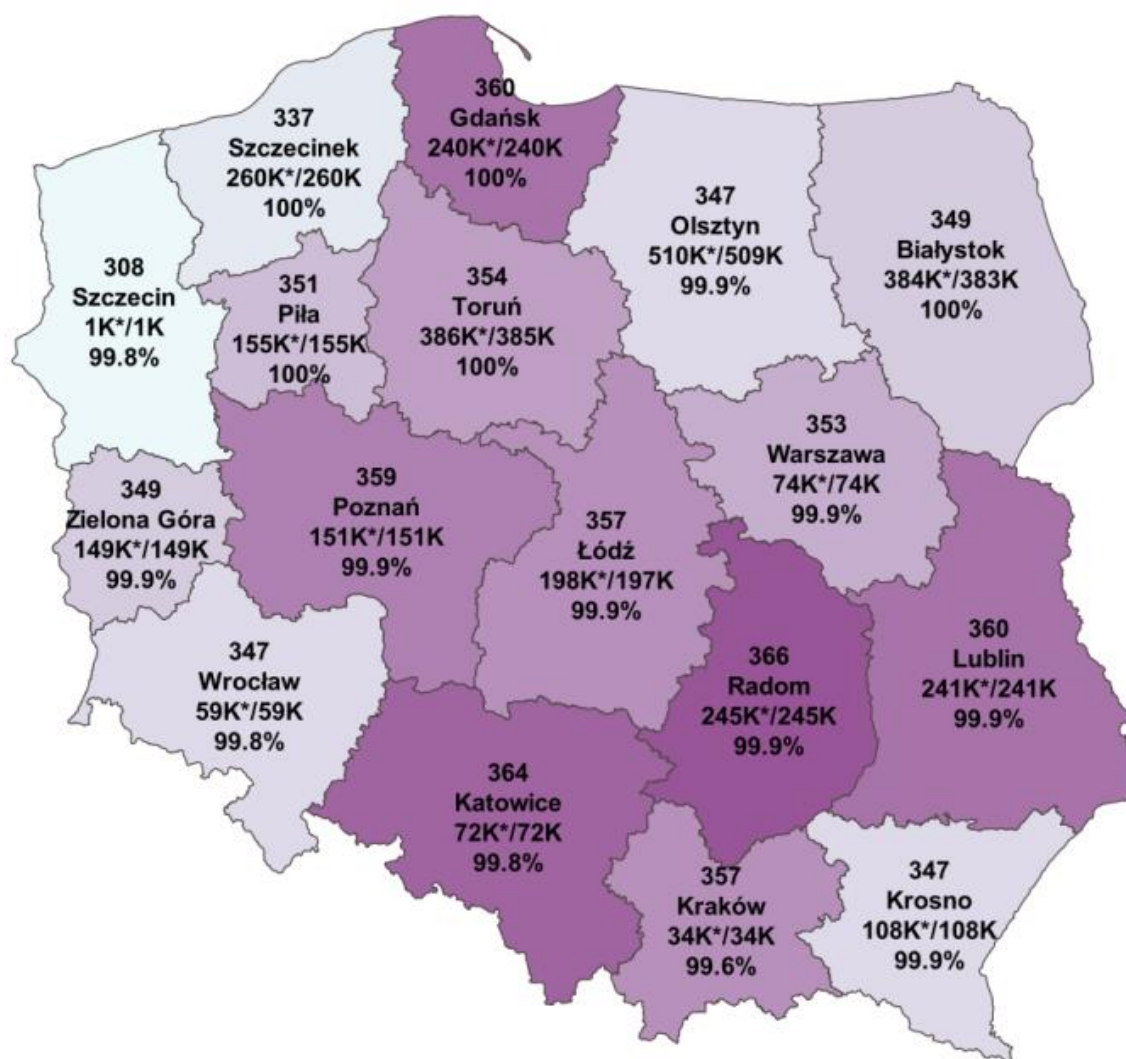 360
Gdańsk
240K*/240K
100%
337
Szczecinek
260K*/260K
100%
347
Olsztyn
510K*/509K
99.9%
349
Białystok
384K*/383K
100%
308
Szczecin
1K*/1K
99.8%
351
Piła
155K*/155K
100%
354
Toruń
386K*/385K
100%
353
Warszawa
74K*/74K
99.9%
349
Zielona Góra
149K*/149K
99.9%
359
Poznań
151K*/151K
99.9%
357
Łódź
198K*/197K
99.9%
347
Wrocław
59K*/59K
99.8%
366
Radom
245K*/245K
99.9%
360
Lublin
241K*/241K
99.9%
364
Katowice
72K*/72K
99.8%
357
Kraków
34K*/34K
99.6%
347
Krosno
108K*/108K
99.9%